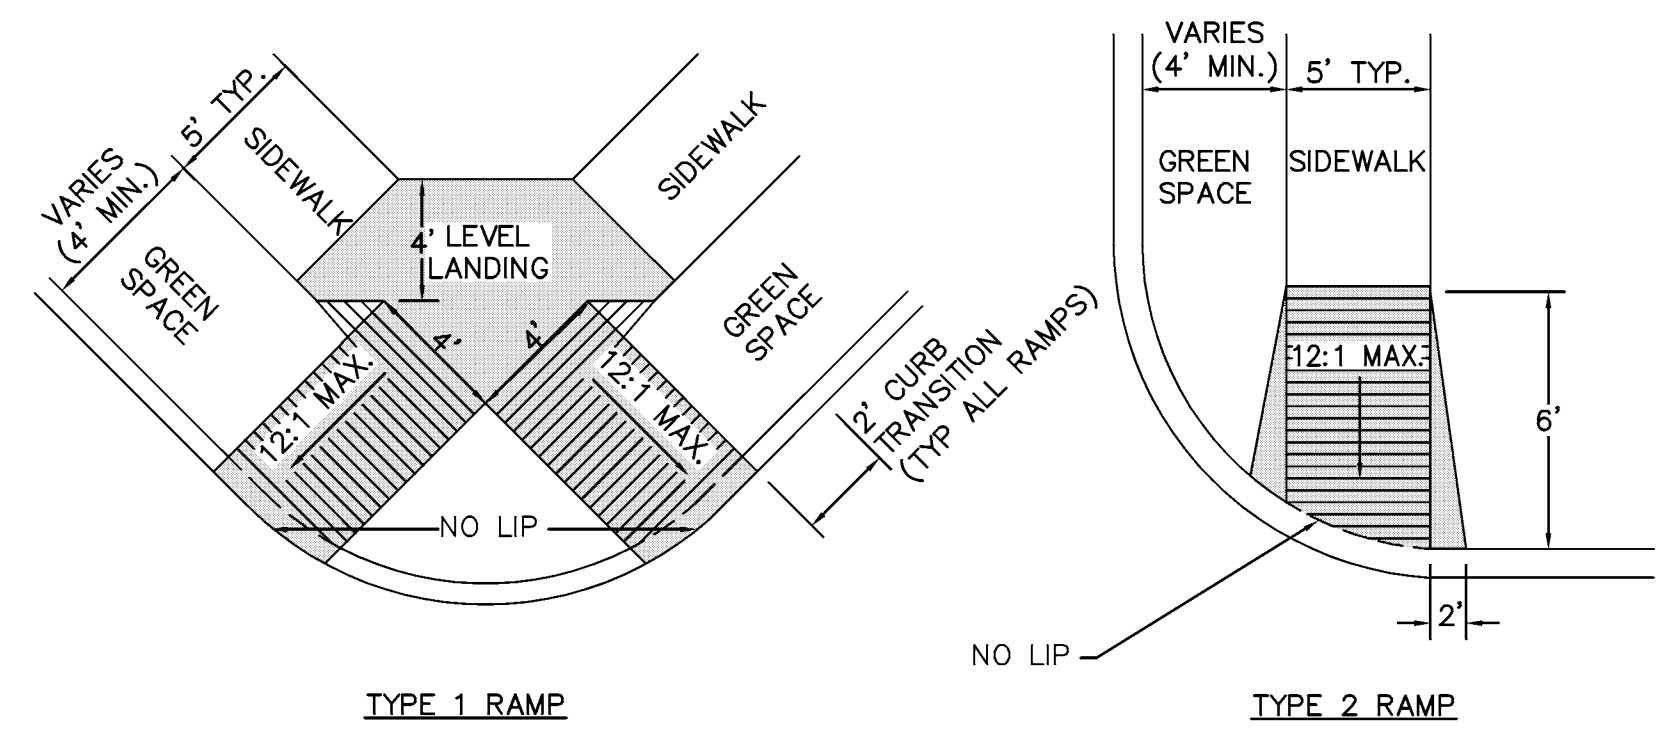 VARIES
(4' MIN.)
5' TYP.
SIDEWALK
GREEN
SPACE
4' LEVEL
LANDING
4'
4'
SIDEWALK
GREEN
SPACE
12:1 MAX.
12:1 MAX.
NO LIP
2' CURB
TRANSITION
(TYP ALL RAMPS)
TYPE 1 RAMP
VARIES
(4' MIN.)
5' TYP.
GREEN
SPACE
SIDEWALK
12:1 MAX.
6'
2'
NO LIP
TYPE 2 RAMP